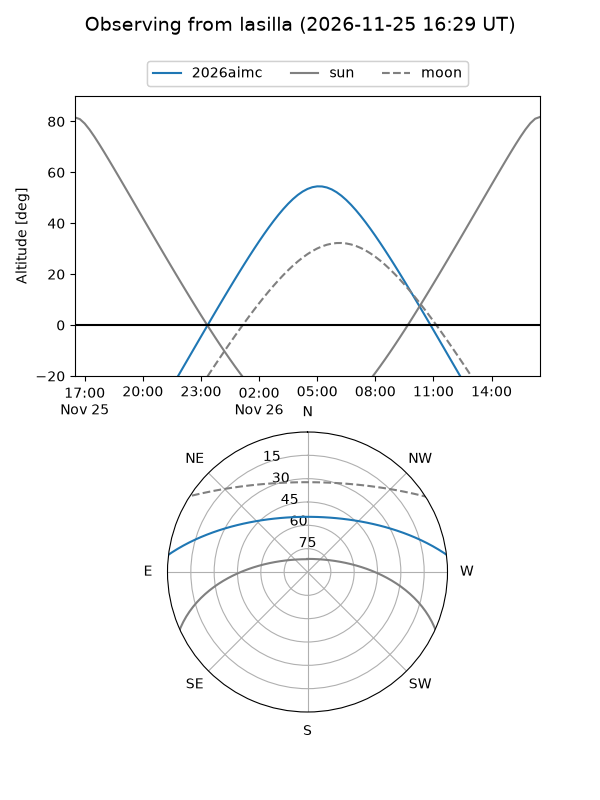 Observing from lasilla (2026-11-25 16:29 UT)
2026aimc
sun
moon
Altitude [deg]
80
60
40
20
0
−20
17:00
Nov 25
20:00
23:00
02:00
Nov 26
05:00
08:00
11:00
14:00
N
NE
NW
15
30
45
60
75
E
W
SE
SW
S